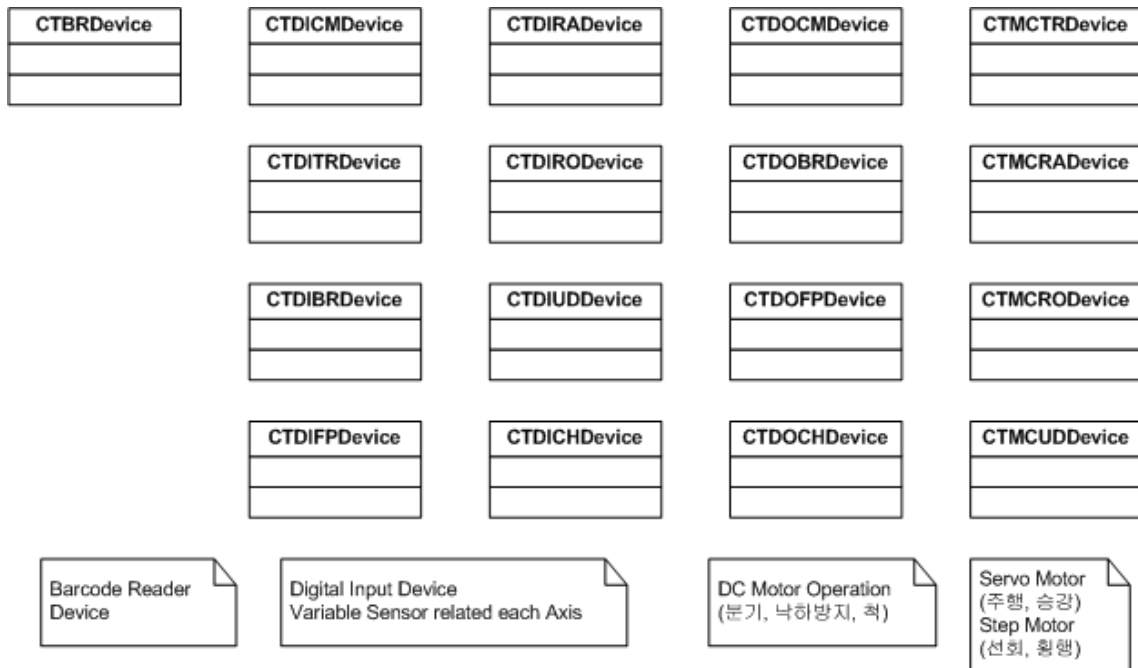 CTBRDevice
CTDICMDevice
CTDIRADevice
CTDOCMDevice
CTMCTRDevice
CTDITRDevice
CTDIRODevice
CTDOBRDevice
CTMCRADevice
CTDIBRDevice
CTDIUDDevice
CTDOFPDevice
CTMCRODevice
CTDIFPDevice
CTDICHDevice
CTDOCHDevice
CTMCUDDevice
Barcode Reader
Device
Digital Input Device
Variable Sensor related each Axis
DC Motor Operation
(분기, 낙하방지, 척)
Servo Motor
(주행, 승강)
Step Motor
(선회, 횡행)